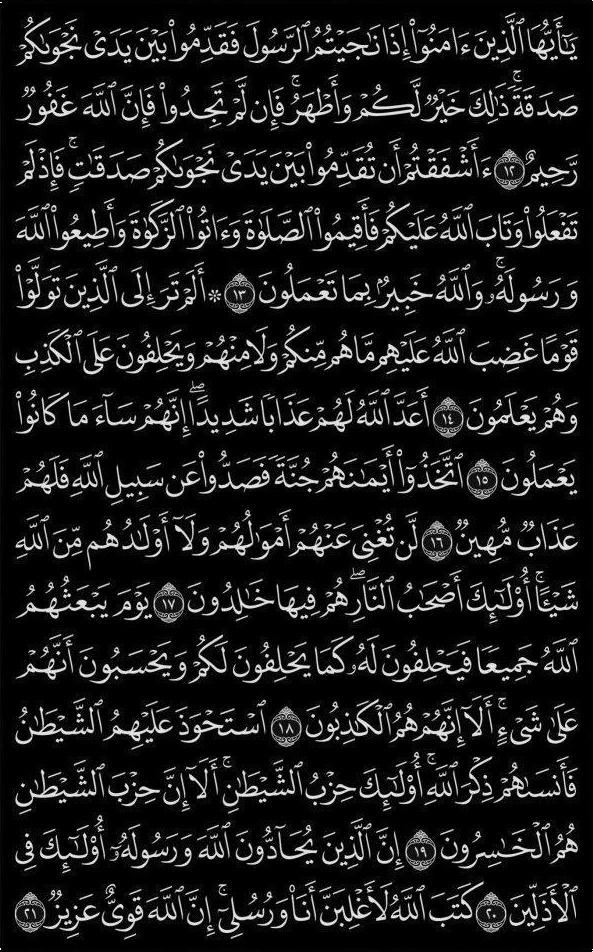 يَٰٓأَيُّهَا ٱلَّذِينَ ءَامَنُوٓا۟ إِذَا نَٰجَيْتُمُ ٱلرَّسُولَ فَقَدِّمُوا۟ بَيْنَ يَدَىْ نَجْوَىٰكُمْ
صَدَقَةً ۚ ذَٰلِكَ خَيْرٌ لَّكُمْ وَأَطْهَرُ ۚ فَإِن لَّمْ تَجِدُوا۟ فَإِنَّ ٱللَّهَ غَفُورٌ
رَّحِيمٌ ١٢ ءَأَشْفَقْتُمْ أَن تُقَدِّمُوا۟ بَيْنَ يَدَىْ نَجْوَىٰكُمْ صَدَقَٰتٍ ۚ فَإِذْ لَمْ
تَفْعَلُوا۟ وَتَابَ ٱللَّهُ عَلَيْكُمْ فَأَقِيمُوا۟ ٱلصَّلَوٰةَ وَءَاتُوا۟ ٱلزَّكَوٰةَ وَأَطِيعُوا۟ ٱللَّهَ
وَرَسُولَهُۥ ۚ وَٱللَّهُ خَبِيرٌۢ بِمَا تَعْمَلُونَ ١٣ ۞ أَلَمْ تَرَ إِلَى ٱلَّذِينَ تَوَلَّوْا۟
قَوْمًا غَضِبَ ٱللَّهُ عَلَيْهِم مَّا هُم مِّنكُمْ وَلَا مِنْهُمْ وَيَحْلِفُونَ عَلَى ٱلْكَذِبِ
وَهُمْ يَعْلَمُونَ ١٤ أَعَدَّ ٱللَّهُ لَهُمْ عَذَابًا شَدِيدًا ۖ إِنَّهُمْ سَآءَ مَا كَانُوا۟
يَعْمَلُونَ ١٥ ٱتَّخَذُوٓا۟ أَيْمَٰنَهُمْ جُنَّةً فَصَدُّوا۟ عَن سَبِيلِ ٱللَّهِ فَلَهُمْ
عَذَابٌ مُّهِينٌ ١٦ لَّن تُغْنِىَ عَنْهُمْ أَمْوَٰلُهُمْ وَلَآ أَوْلَٰدُهُم مِّنَ ٱللَّهِ
شَيْـًٔا ۚ أُو۟لَٰٓئِكَ أَصْحَٰبُ ٱلنَّارِ ۖ هُمْ فِيهَا خَٰلِدُونَ ١٧ يَوْمَ يَبْعَثُهُمُ
ٱللَّهُ جَمِيعًا فَيَحْلِفُونَ لَهُۥ كَمَا يَحْلِفُونَ لَكُمْ وَيَحْسَبُونَ أَنَّهُمْ
عَلَىٰ شَىْءٍ ۚ أَلَآ إِنَّهُمْ هُمُ ٱلْكَٰذِبُونَ ١٨ ٱسْتَحْوَذَ عَلَيْهِمُ ٱلشَّيْطَٰنُ
فَأَنسَىٰهُمْ ذِكْرَ ٱللَّهِ ۚ أُو۟لَٰٓئِكَ حِزْبُ ٱلشَّيْطَٰنِ ۚ أَلَآ إِنَّ حِزْبَ ٱلشَّيْطَٰنِ
هُمُ ٱلْخَٰسِرُونَ ١٩ إِنَّ ٱلَّذِينَ يُحَآدُّونَ ٱللَّهَ وَرَسُولَهُۥٓ أُو۟لَٰٓئِكَ فِى
ٱلْأَذَلِّينَ ٢٠ كَتَبَ ٱللَّهُ لَأَغْلِبَنَّ أَنَا۠ وَرُسُلِىٓ ۚ إِنَّ ٱللَّهَ قَوِىٌّ عَزِيزٌ ٢١